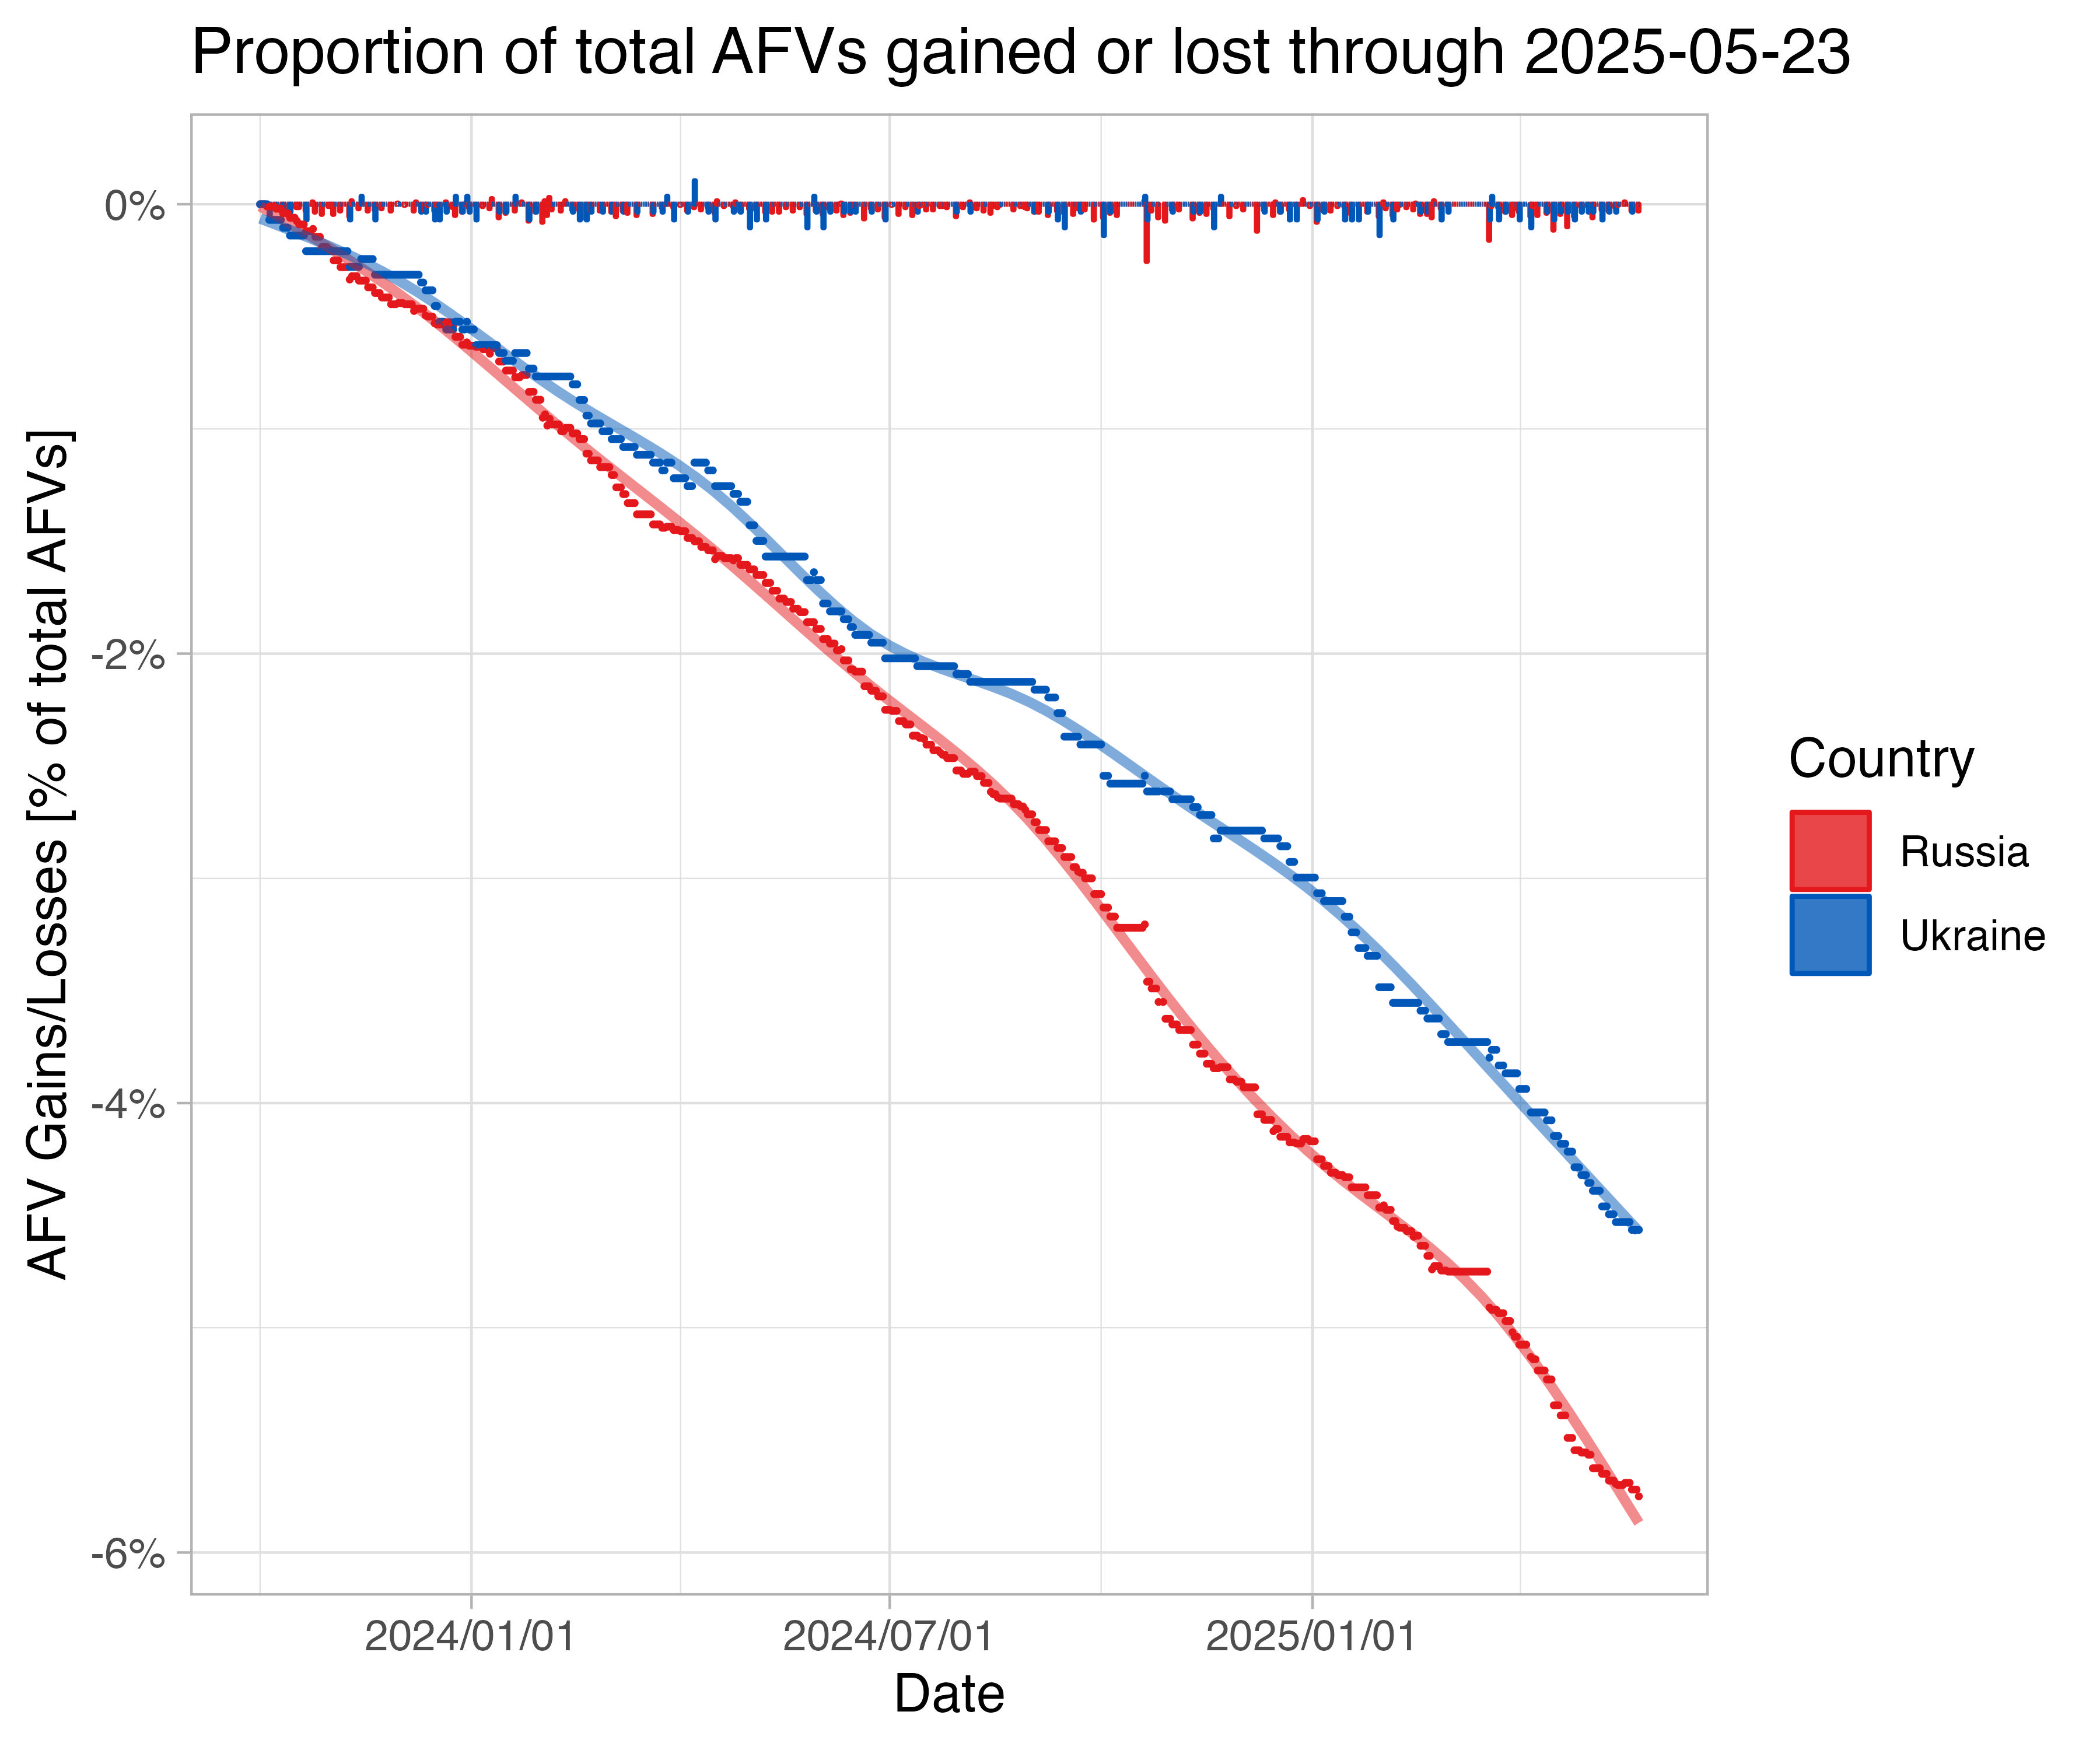 Proportion of total AFVs gained or lost through 2025-05-23
AFV Gains/Losses [% of total AFVs]
0%
-2%
-4%
-6%
2024/01/01
2024/07/01
2025/01/01
Date
Country
Russia
Ukraine